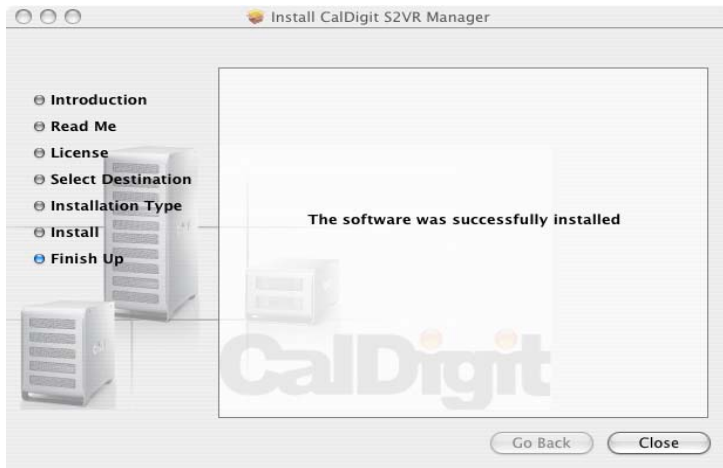 Install CalDigit S2VR Manager
Introduction
Read Me
License
Select Destination
Installation Type
Install
Finish Up
The software was successfully installed
CalDigit
Go Back
Close